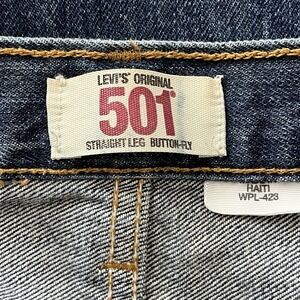 LEVI'S® ORIGINAL
501®
STRAIGHT LEG BUTTON-FLY
HAITI
WPL-423